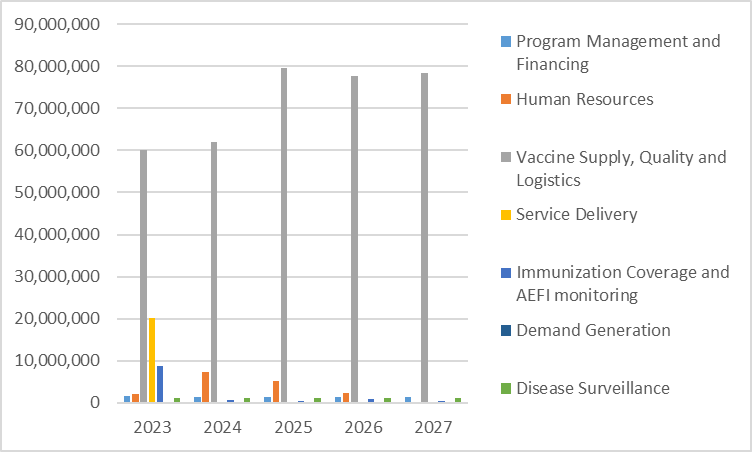 90,000,000
80,000,000
70,000,000
60,000,000
50,000,000
40,000,000
30,000,000
20,000,000
10,000,000
0
2023 2024 2025 2026 2027
Program Management and
Financing
Human Resources
Vaccine Supply, Quality and
Logistics
Service Delivery
Immunization Coverage and
AEFI monitoring
Demand Generation
Disease Surveillance